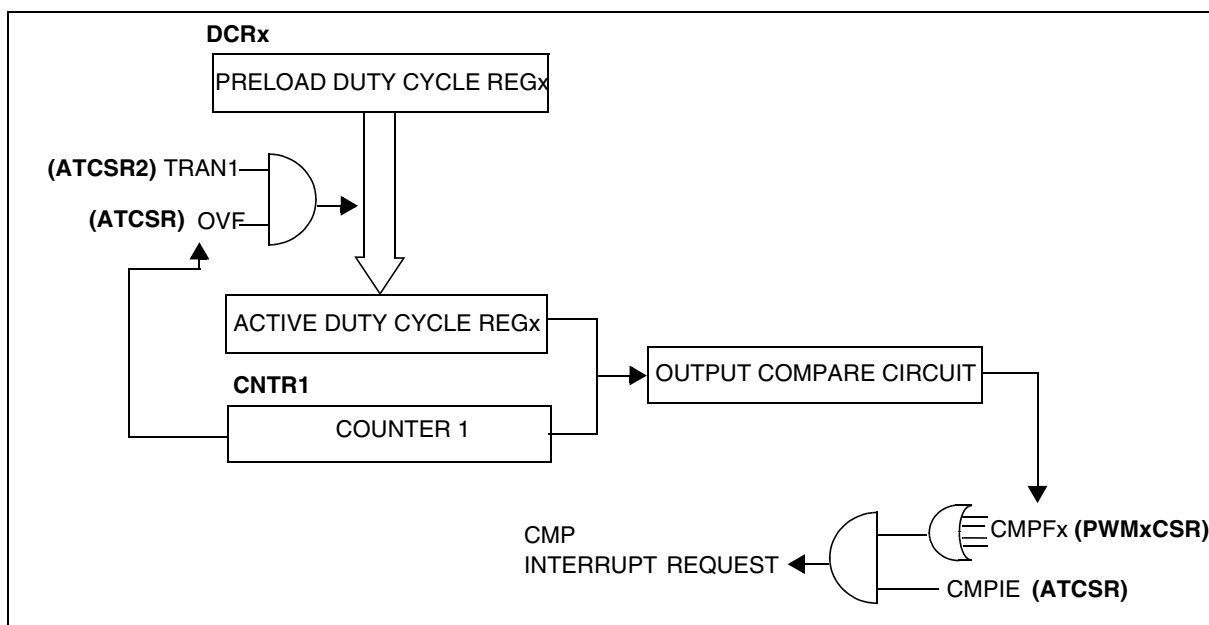 DCRx
PRELOAD DUTY CYCLE REGx
(ATCSR2) TRAN1
(ATCSR) OVF
ACTIVE DUTY CYCLE REGx
CNTR1
OUTPUT COMPARE CIRCUIT
COUNTER 1
CMPFx (PWMxCSR)
CMP
INTERRUPT REQUEST
CMPIE (ATCSR)